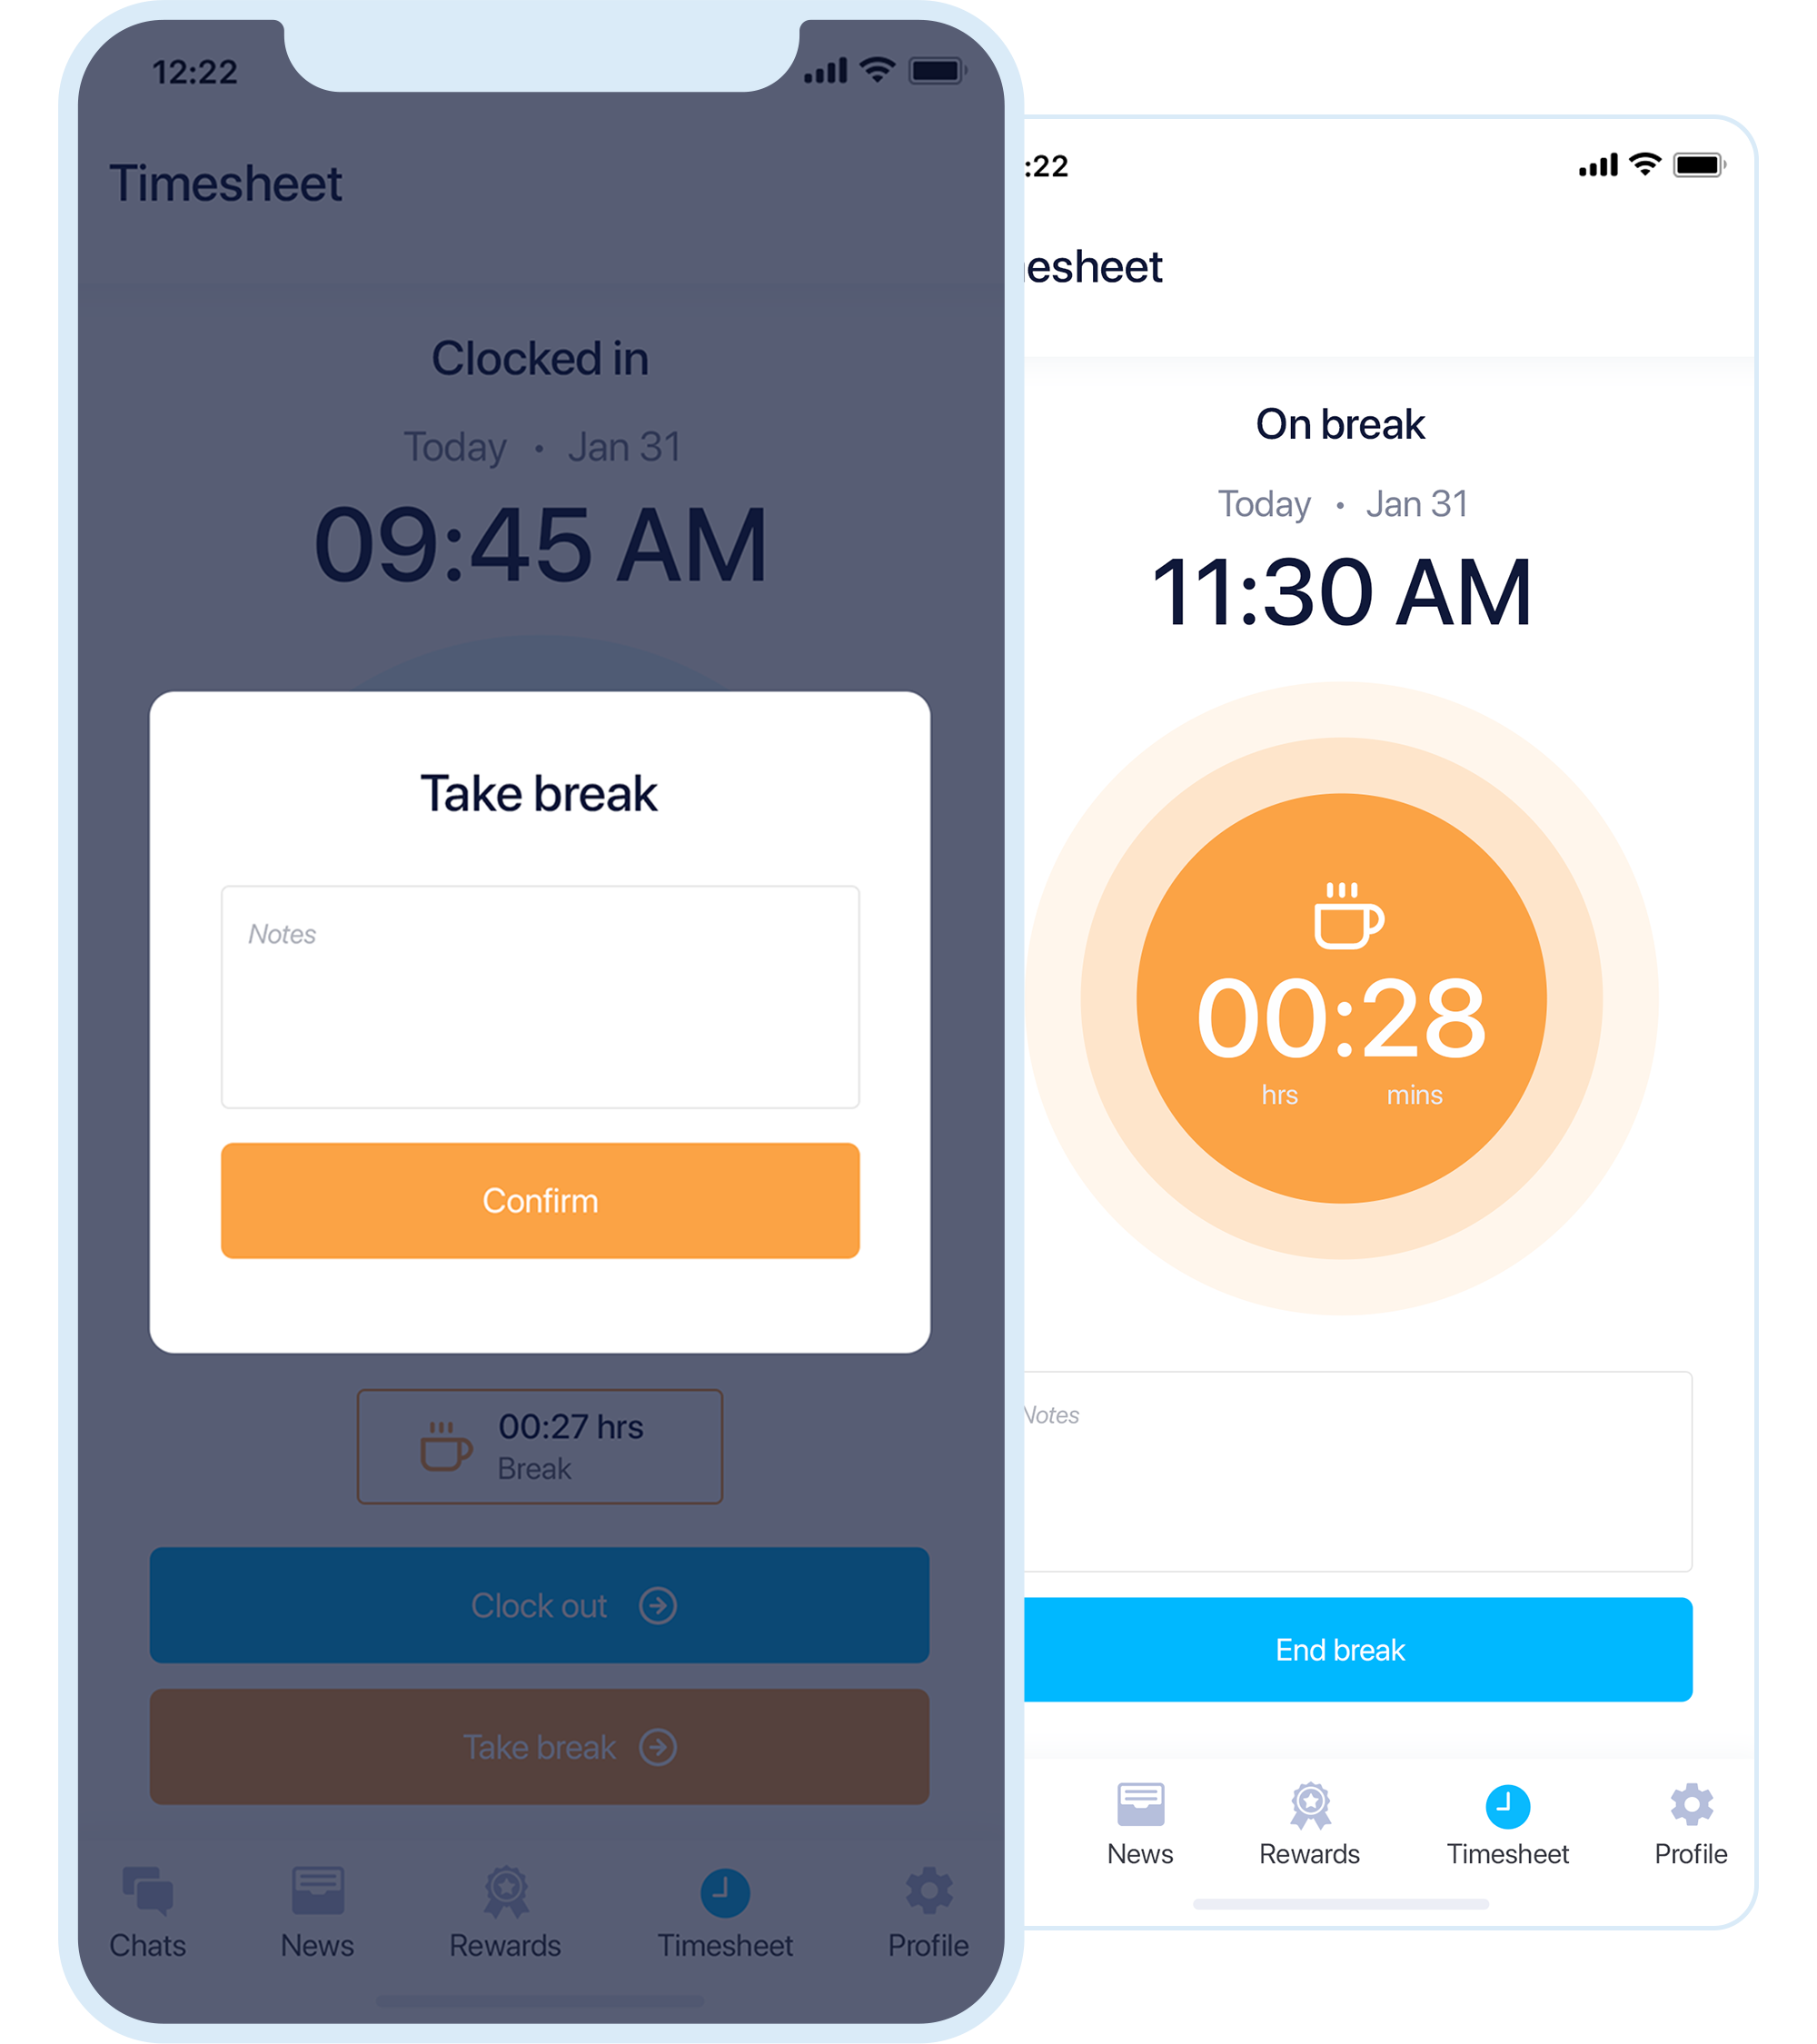 12:22
Timesheet
Clocked in
Today • Jan 31
09:45 AM
Take break
Notes
Confirm
00:27 hrs
Break
Clock out
Take break
Chats
News
Rewards
Timesheet
Profile
:22
esheet
On break
Today • Jan 31
11:30 AM
00:28
hrs mins
Notes
End break
News
Rewards
Timesheet
Profile